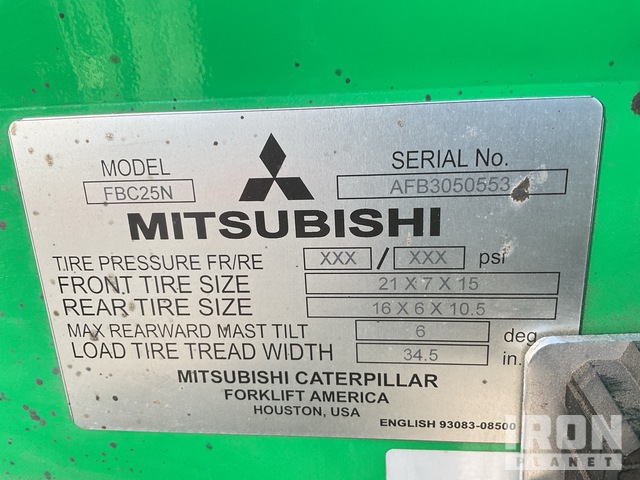 MODEL SERIAL No.
FBC25N AFB3050553
MITSUBISHI
TIRE PRESSURE FR/RE XXX / XXX psi
FRONT TIRE SIZE 21 X 7 X 15
REAR TIRE SIZE 16 X 6 X 10.5
MAX REARWARD MAST TILT 6 deg
LOAD TIRE TREAD WIDTH 34.5 in.
MITSUBISHI CATERPILLAR
FORKLIFT AMERICA
HOUSTON, USA
ENGLISH 93083-08500
IRON
PLANET